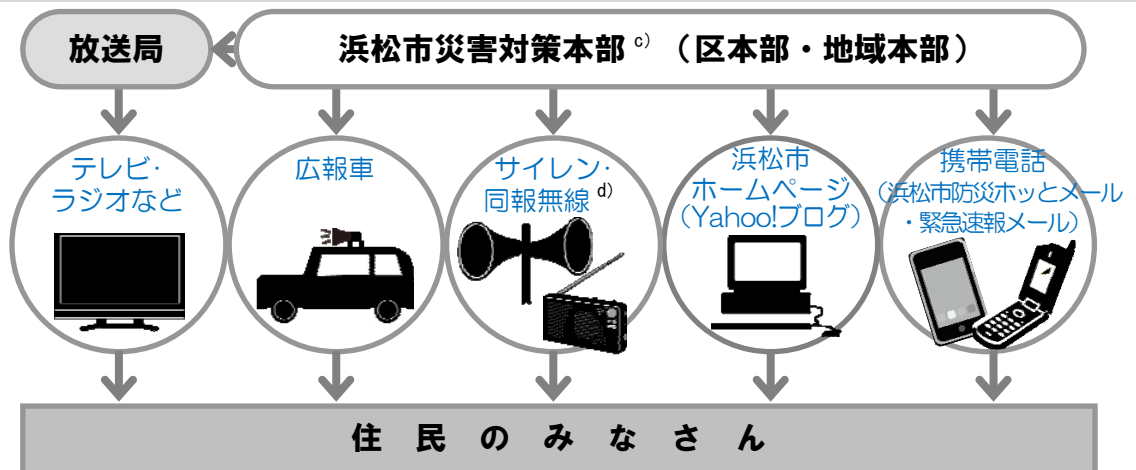 放送局
浜松市災害対策本部 c)（区本部・地域本部）
テレビ・
ラジオなど
広報車
サイレン・
同報無線 d)
浜松市
ホームページ
（Yahoo!ブログ）
携帯電話
（浜松市防災ホッとメール
・緊急速報メール）
住民のみなさん